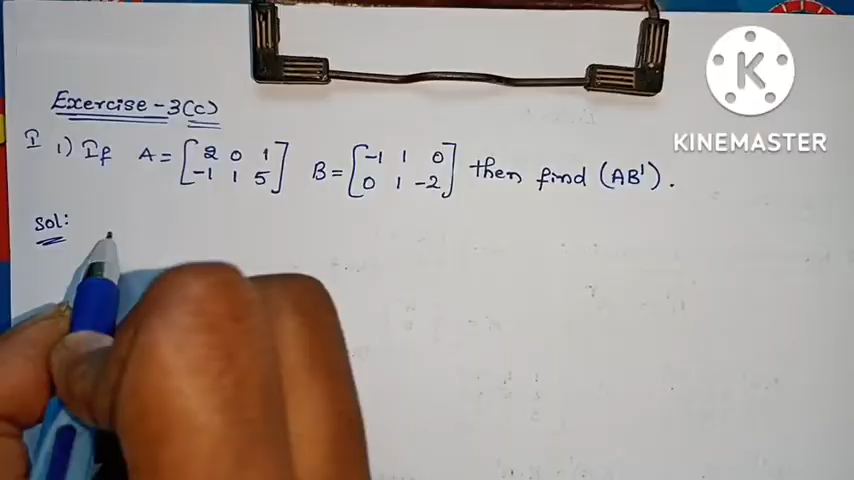 Exercise-3(c)
I 1) If A = [2 0 1 B = [-1 1 0 then find (AB').
-1 1 5] 0 1 -2]
Sol:
K
KINEMASTER